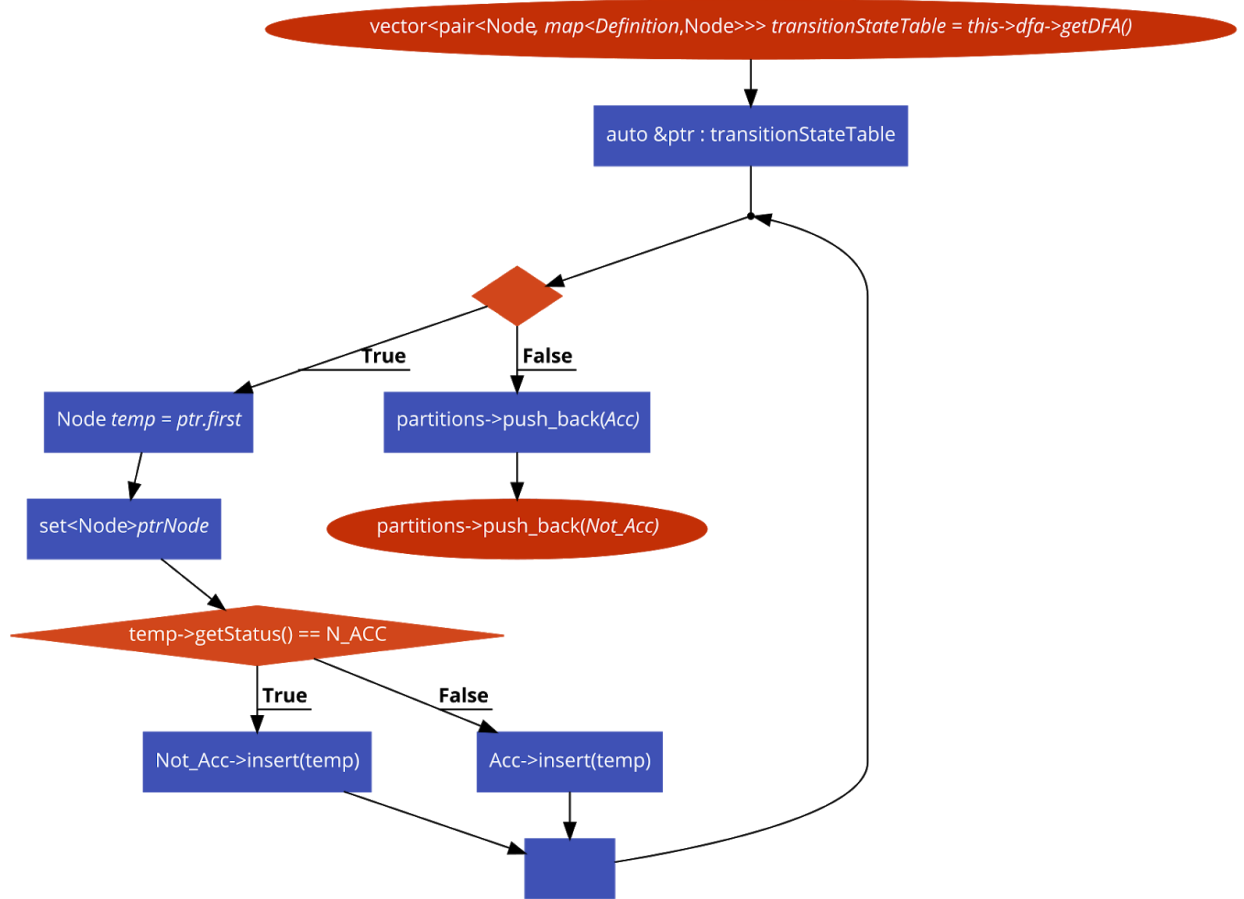 vector<pair<Node, map<Definition,Node>>> transitionStateTable = this->dfa->getDFA()
auto &ptr : transitionStateTable
True
False
Node temp = ptr.first
partitions->push_back(Acc)
set<Node>ptrNode
partitions->push_back(Not_Acc)
temp->getStatus() == N_ACC
True
False
Not_Acc->insert(temp)
Acc->insert(temp)